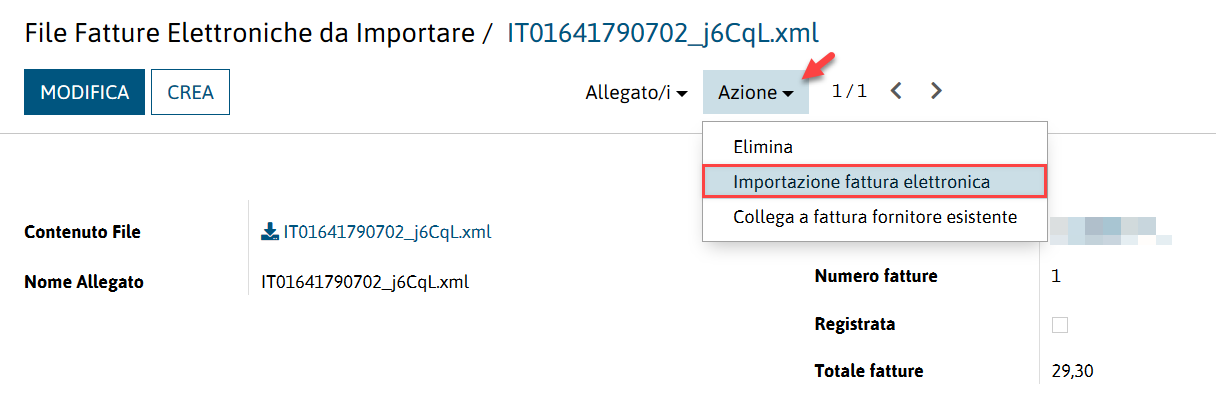 File Fatture Elettroniche da Importare / IT01641790702_j6CqL.xml
MODIFICA CREA Allegato/i Azione 1 / 1
Elimina
Importazione fattura elettronica
Collega a fattura fornitore esistente
Contenuto File IT01641790702_j6CqL.xml
Nome Allegato IT01641790702_j6CqL.xml
Numero fatture 1
Registrata
Totale fatture 29,30